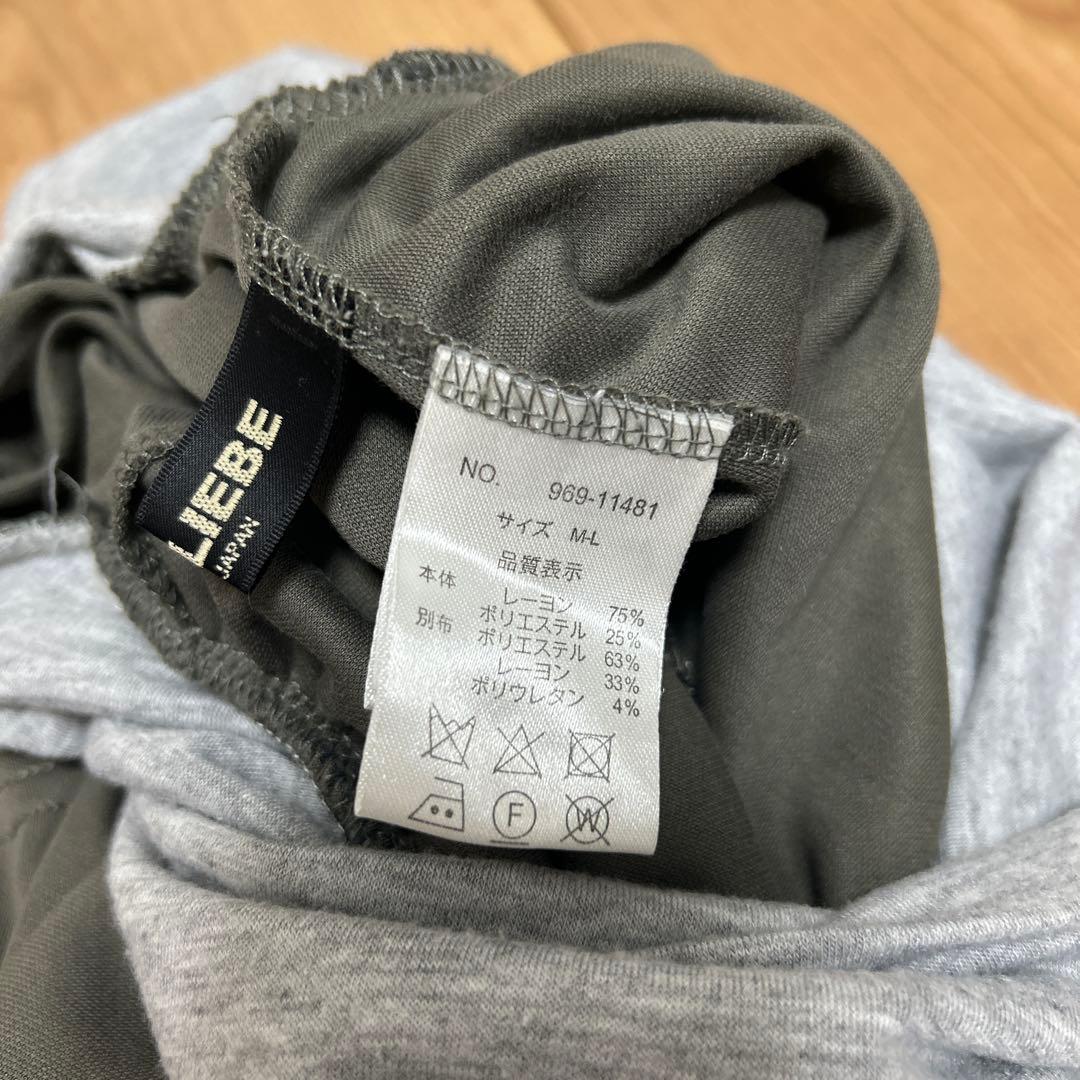 LIEBE
JAPAN
NO. 969-11481
サイズ M-L
品質表示
本体 レーヨン 75%
ポリエステル 25%
別布 ポリエステル 63%
レーヨン 33%
ポリウレタン 4%
F W